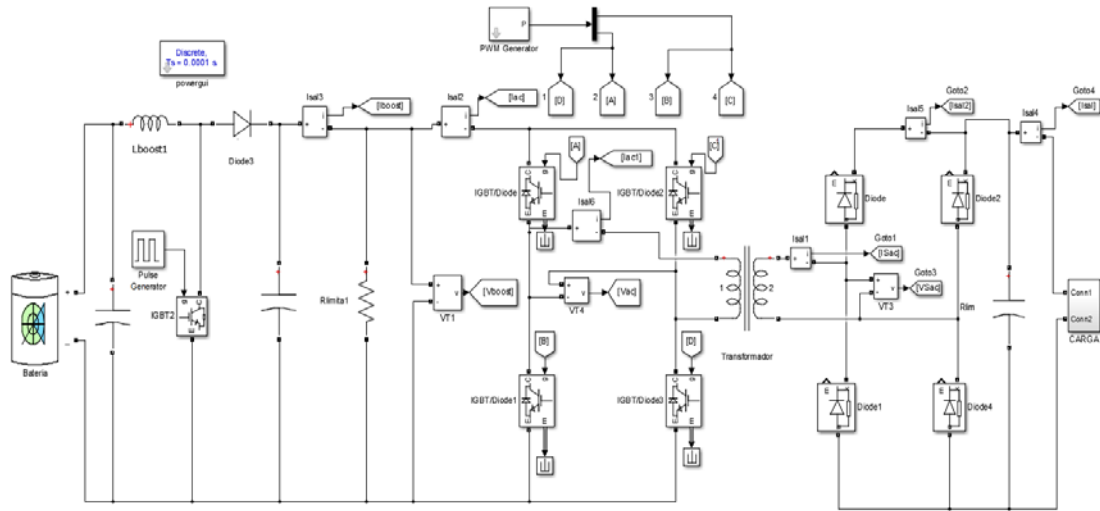 Discrete,
Ts = 0.0001 s.
powergui
P
PWM Generator
1
[D]
2
[A]
3
[B]
4
[C]
Lboost1
Diode3
Isal3
[Iboost]
Isal2
[Iac]
[A]
IGBT/Diode
[Iac1]
Isal6
[C]
IGBT/Diode2
Isal5
Goto2
[Isal2]
Isal4
Goto4
[Isal]
Diode
Diode2
Pulse
Generator
IGBT2
Bateria
Rlimita1
VT1
[Vboost]
VT4
[Vac]
1
2
Transformador
Isal1
Goto1
[ISac]
Goto3
[VSac]
VT3
Rlim
Conn1
Conn2
CARGA
[B]
IGBT/Diode1
[D]
IGBT/Diode3
Diode1
Diode4